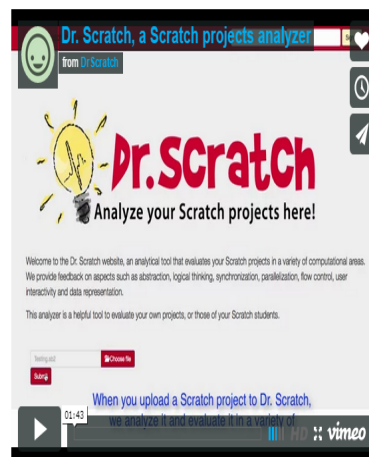 Dr. Scratch, a Scratch projects analyzer
from DrScratch
Dr.Scratch
Analyze your Scratch projects here!
Welcome to the Dr. Scratch website, an analytical tool that evaluates your Scratch projects in a variety of computational areas.
We provide feedback on aspects such as abstraction, logical thinking, synchronization, parallelization, flow control, user
interactivity and data representation.
This analyzer is a helpful tool to evaluate your own projects, or those of your Scratch students.
Choose file
When you upload a Scratch project to Dr. Scratch,
01:43
we analyze it and evaluate it in a variety of
HD vimeo